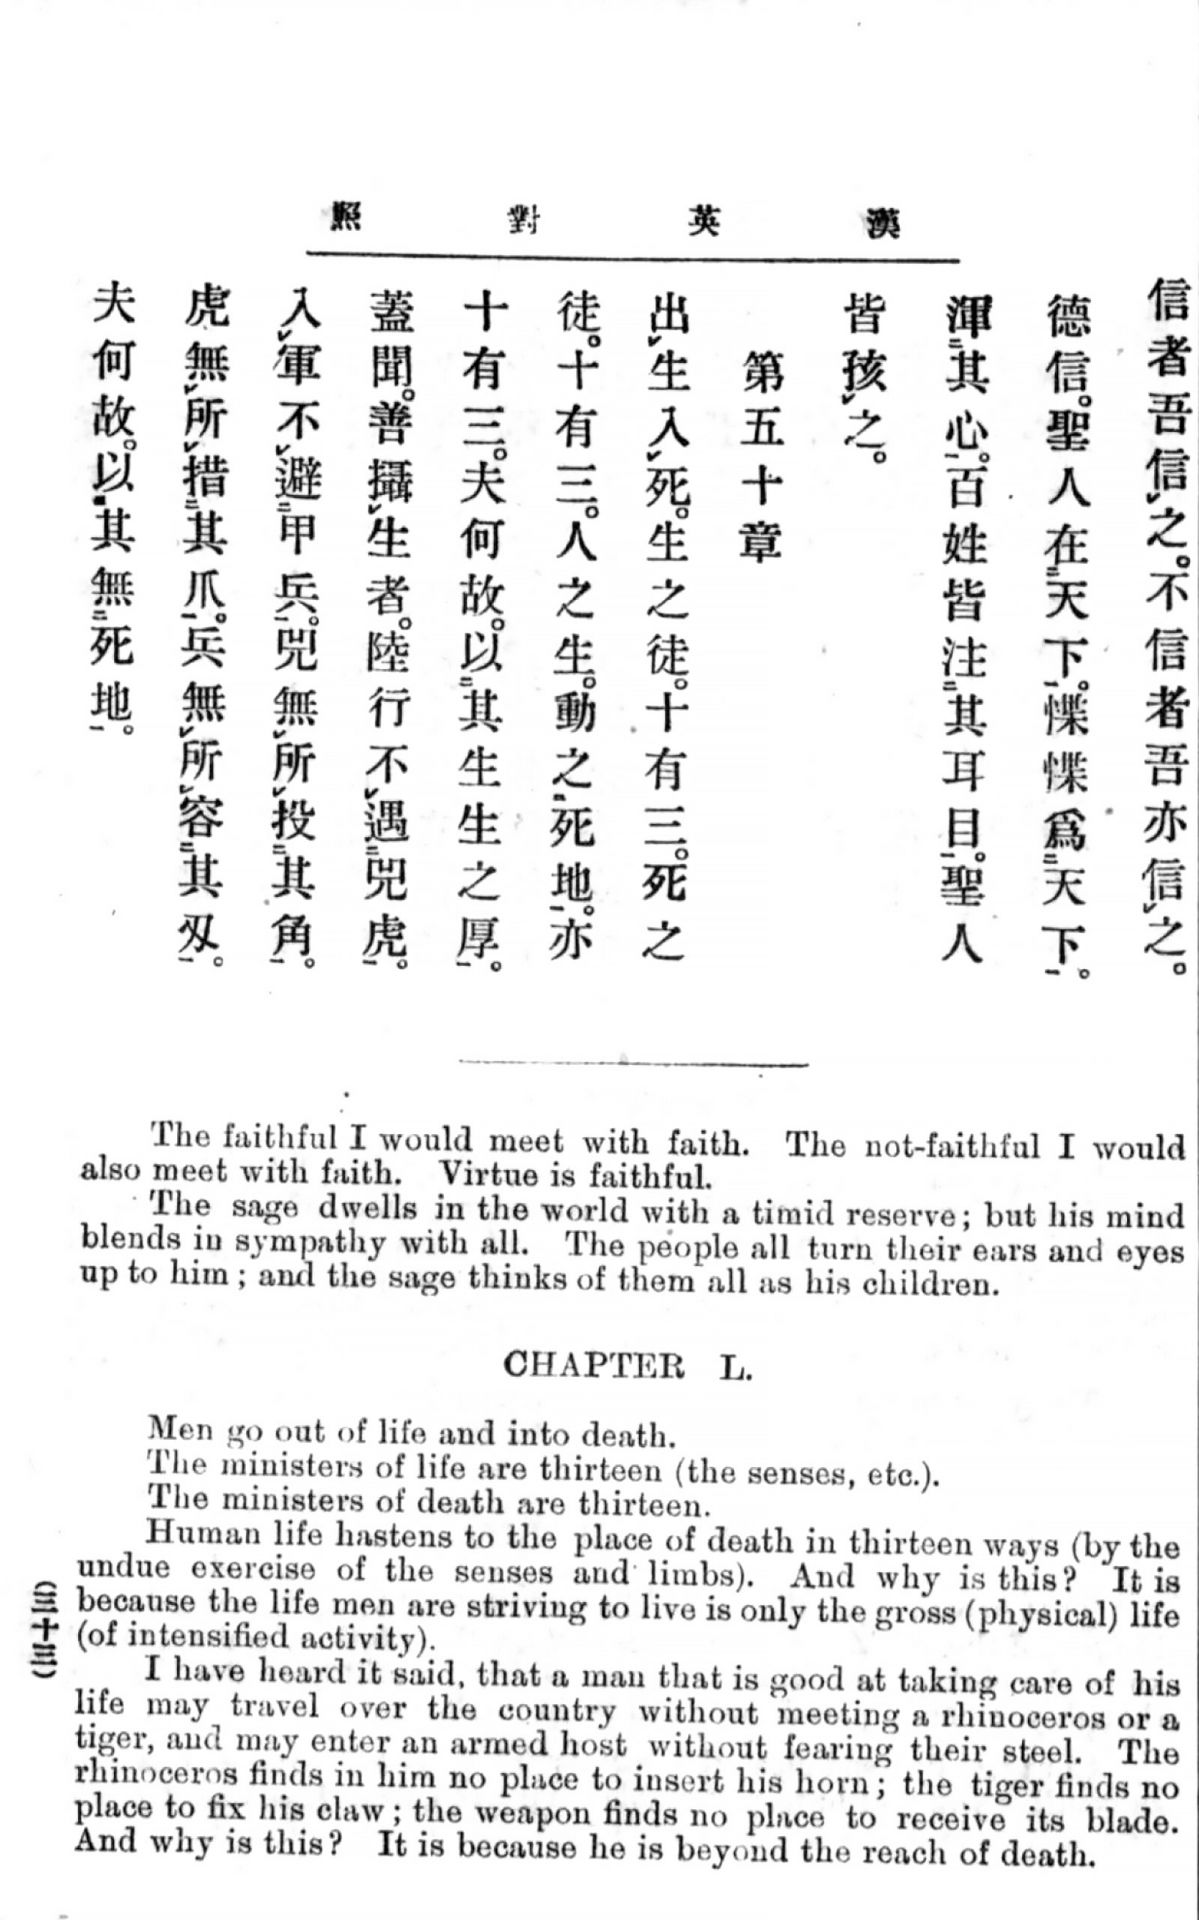 漢英對照
信者吾信之。不信者吾亦信之。
德信。聖人在天下。惵惵爲天下。
渾其心。百姓皆注其耳目。聖人
皆孩之。
第五十章
出生入死。生之徒。十有三。死之
徒。十有三。人之生。動之死地。亦
十有三。夫何故。以其生生之厚。
蓋聞。善攝生者。陸行不遇兕虎。
入軍不避甲兵。兕無所投其角。
虎無所措其爪。兵無所容其刄。
夫何故。以其無死地。
The faithful I would meet with faith. The not-faithful I would
also meet with faith. Virtue is faithful.
The sage dwells in the world with a timid reserve; but his mind
blends in sympathy with all. The people all turn their ears and eyes
up to him; and the sage thinks of them all as his children.
CHAPTER L.
Men go out of life and into death.
The ministers of life are thirteen (the senses, etc.).
The ministers of death are thirteen.
Human life hastens to the place of death in thirteen ways (by the
undue exercise of the senses and limbs). And why is this? It is
because the life men are striving to live is only the gross (physical) life
(of intensified activity).
I have heard it said, that a man that is good at taking care of his
life may travel over the country without meeting a rhinoceros or a
tiger, and may enter an armed host without fearing their steel. The
rhinoceros finds in him no place to insert his horn; the tiger finds no
place to fix his claw; the weapon finds no place to receive its blade.
And why is this? It is because he is beyond the reach of death.
(三十三)